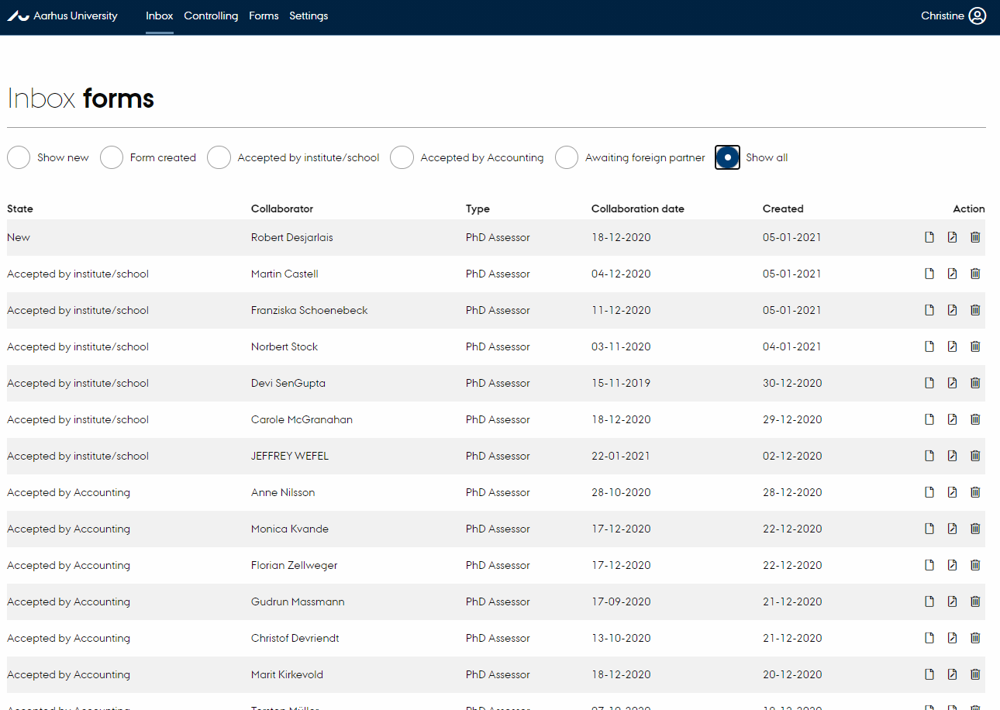 Aarhus University Inbox Controlling Forms Settings Christine
Inbox forms
Show new Form created Accepted by institute/school Accepted by Accounting Awaiting foreign partner Show all
State Collaborator Type Collaboration date Created Action
New Robert Desjarlais PhD Assessor 18-12-2020 05-01-2021
Accepted by institute/school Martin Castell PhD Assessor 04-12-2020 05-01-2021
Accepted by institute/school Franziska Schoenebeck PhD Assessor 11-12-2020 05-01-2021
Accepted by institute/school Norbert Stock PhD Assessor 03-11-2020 04-01-2021
Accepted by institute/school Devi SenGupta PhD Assessor 15-11-2019 30-12-2020
Accepted by institute/school Carole McGranahan PhD Assessor 18-12-2020 29-12-2020
Accepted by institute/school JEFFREY WEFEL PhD Assessor 22-01-2021 02-12-2020
Accepted by Accounting Anne Nilsson PhD Assessor 28-10-2020 28-12-2020
Accepted by Accounting Monica Kvande PhD Assessor 17-12-2020 22-12-2020
Accepted by Accounting Florian Zellweger PhD Assessor 17-12-2020 22-12-2020
Accepted by Accounting Gudrun Massmann PhD Assessor 17-09-2020 21-12-2020
Accepted by Accounting Christof Devriendt PhD Assessor 13-10-2020 21-12-2020
Accepted by Accounting Marit Kirkevold PhD Assessor 18-12-2020 20-12-2020
Accepted by AccountingPhD Assessor